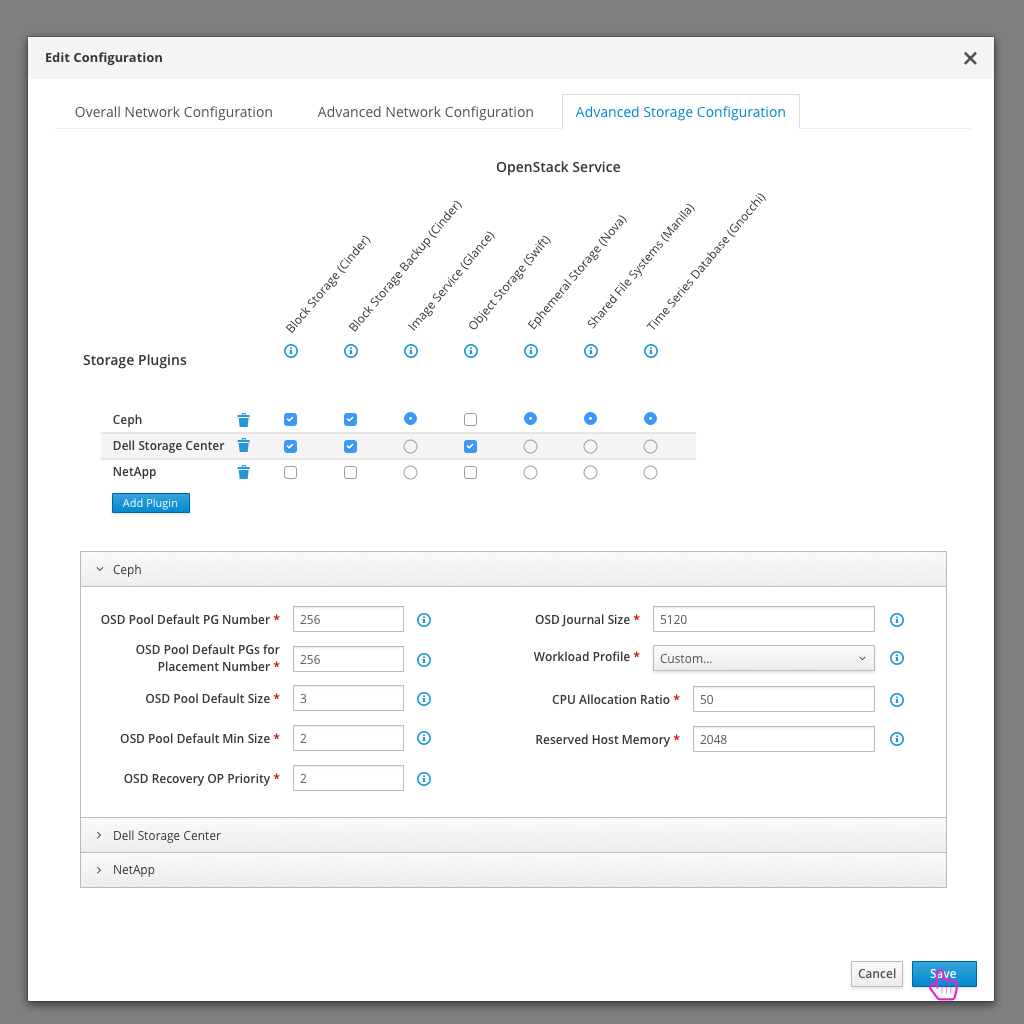 Edit Configuration
Overall Network Configuration
Advanced Network Configuration
Advanced Storage Configuration
OpenStack Service
Block Storage (Cinder)
Block Storage Backup (Cinder)
Image Service (Glance)
Object Storage (Swift)
Ephemeral Storage (Nova)
Shared File Systems (Manila)
Time Series Database (Gnocchi)
Storage Plugins
Ceph
Dell Storage Center
NetApp
Add Plugin
Ceph
OSD Pool Default PG Number * 256
OSD Pool Default PGs for
Placement Number * 256
OSD Pool Default Size * 3
OSD Pool Default Min Size * 2
OSD Recovery OP Priority * 2
OSD Journal Size * 5120
Workload Profile * Custom...
CPU Allocation Ratio * 50
Reserved Host Memory * 2048
Dell Storage Center
NetApp
Cancel
Save